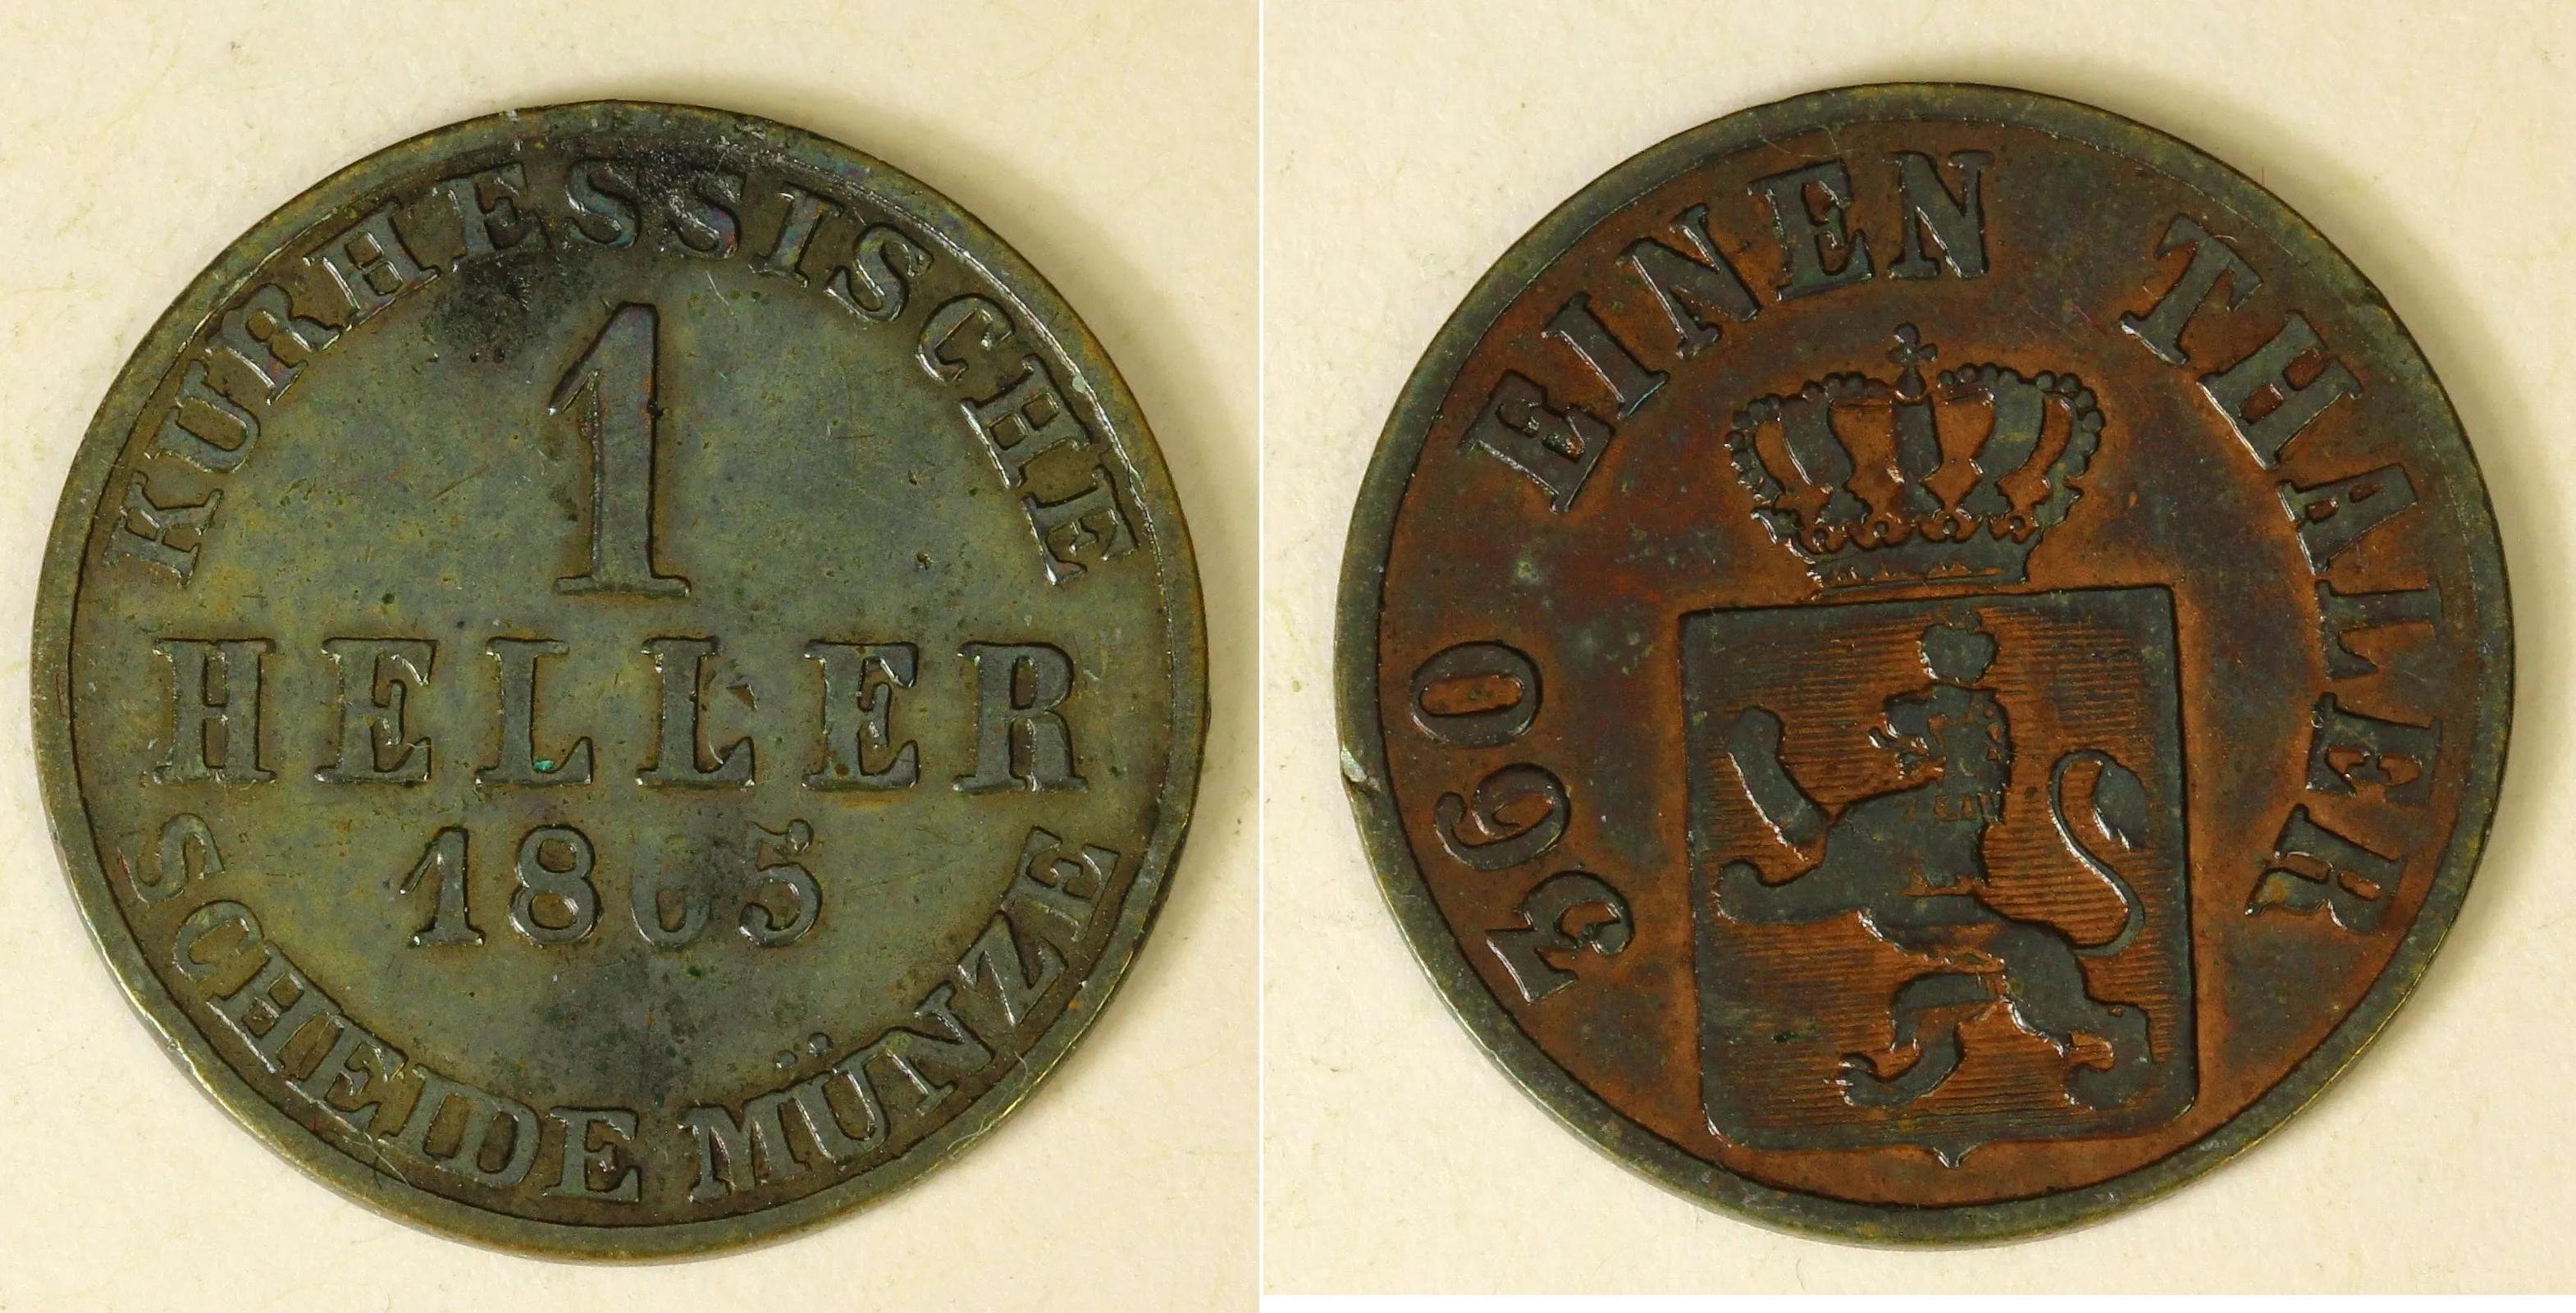 KURHESSISCHE
1
HELLER
1865
SCHEIDE MÜNZE
360 EINEN THALER